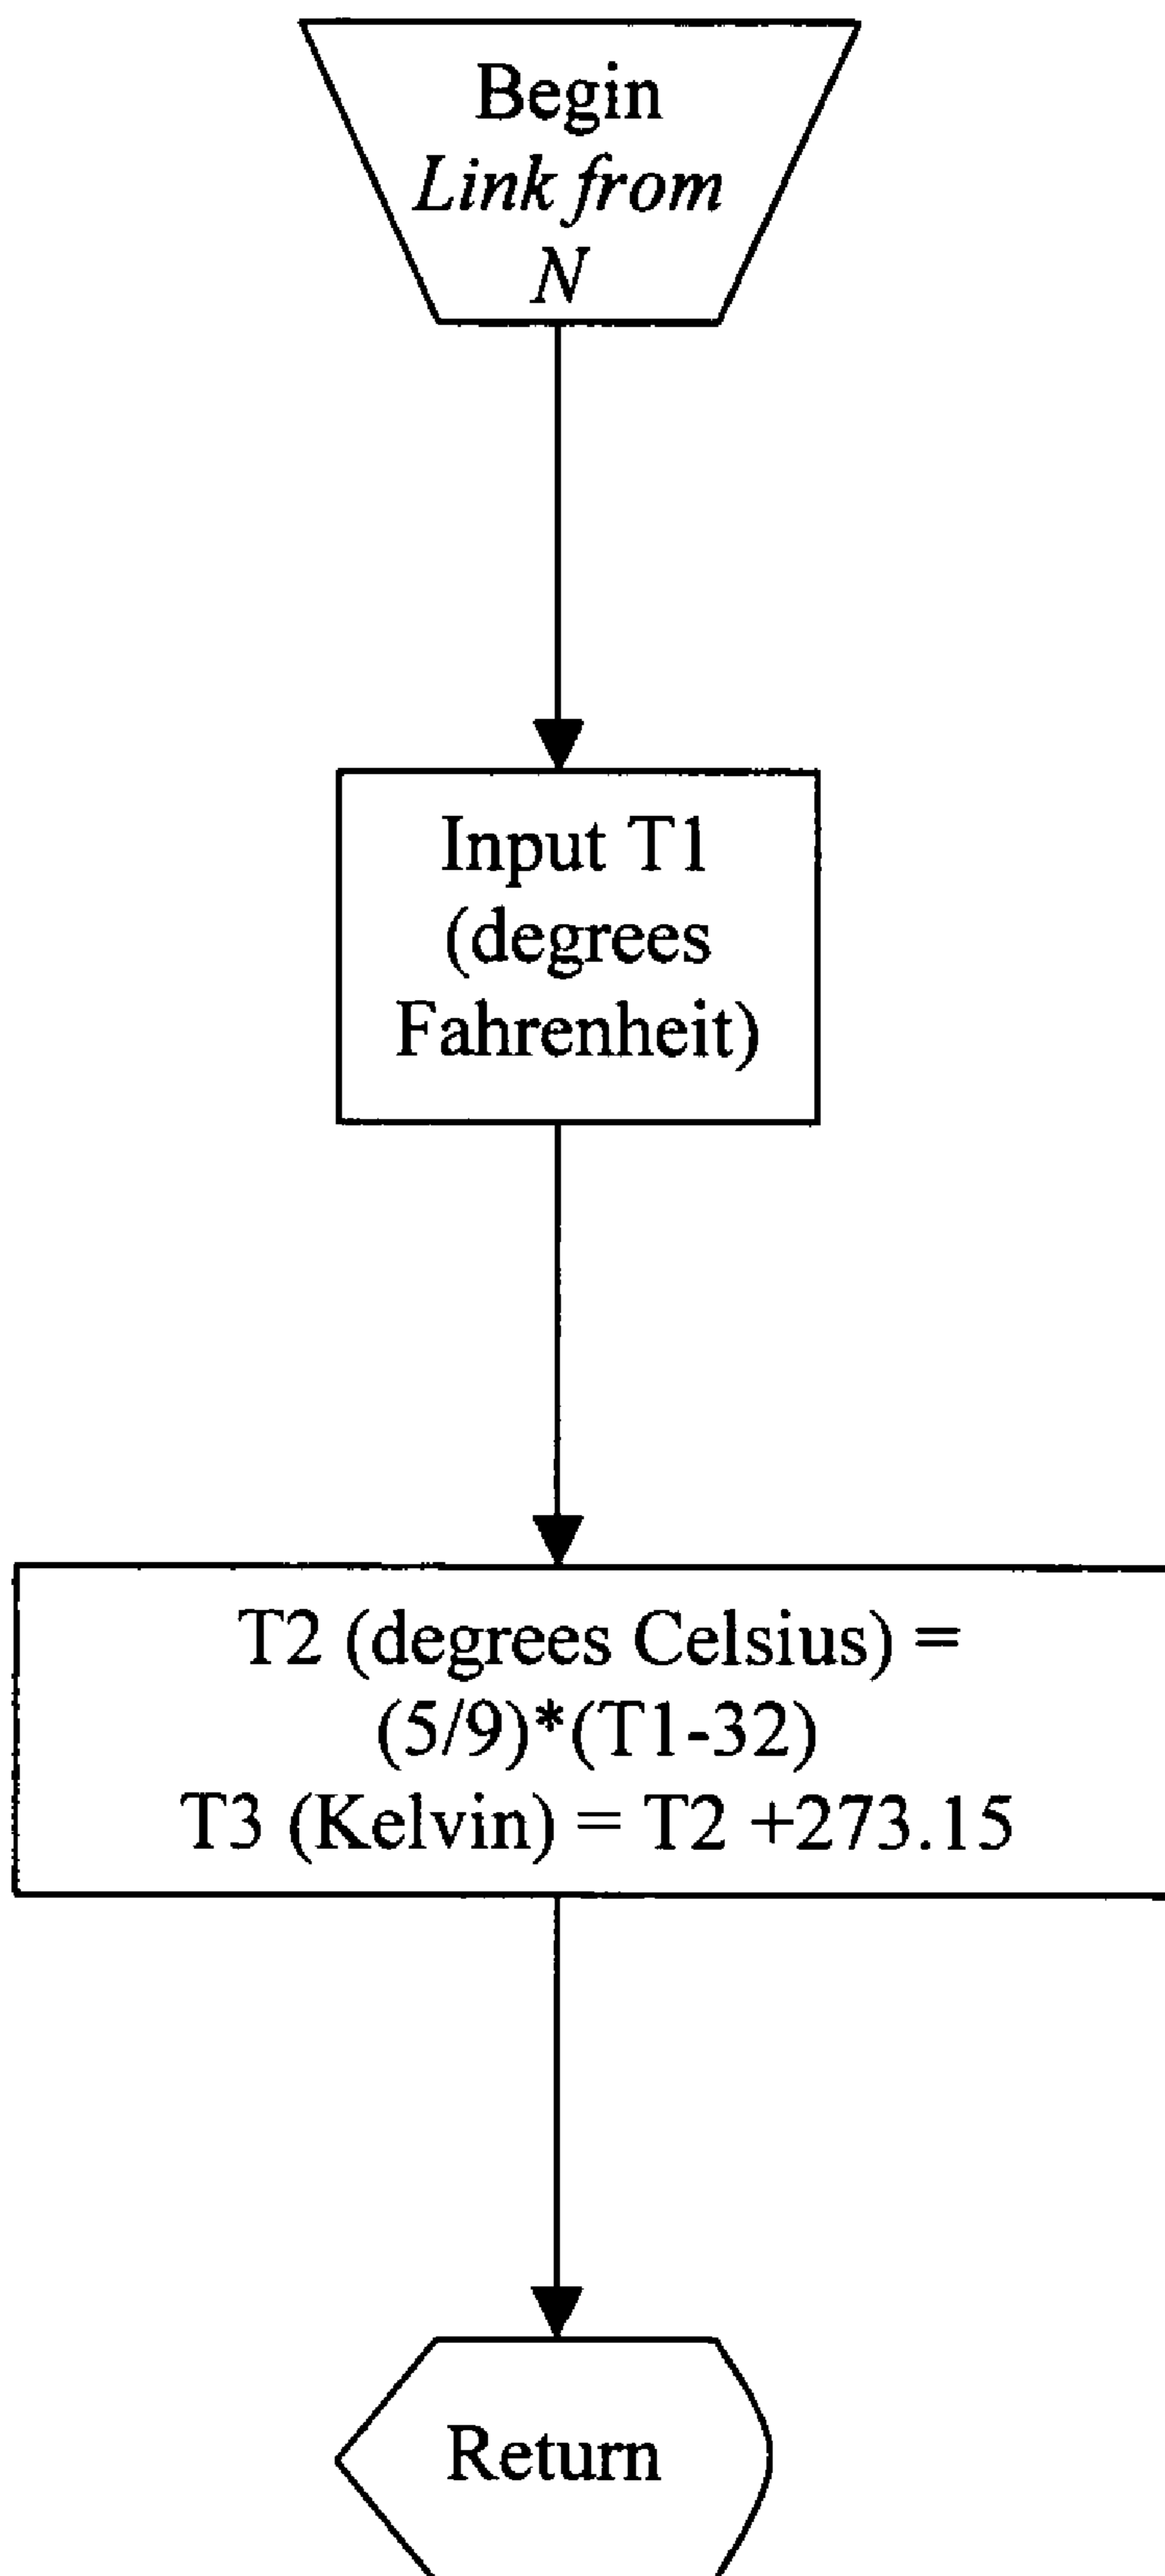 Begin
Link from
N
Input T1
(degrees
Fahrenheit)
T2 (degrees Celsius) =
(5/9)*(T1-32)
T3 (Kelvin) = T2 +273.15
Return